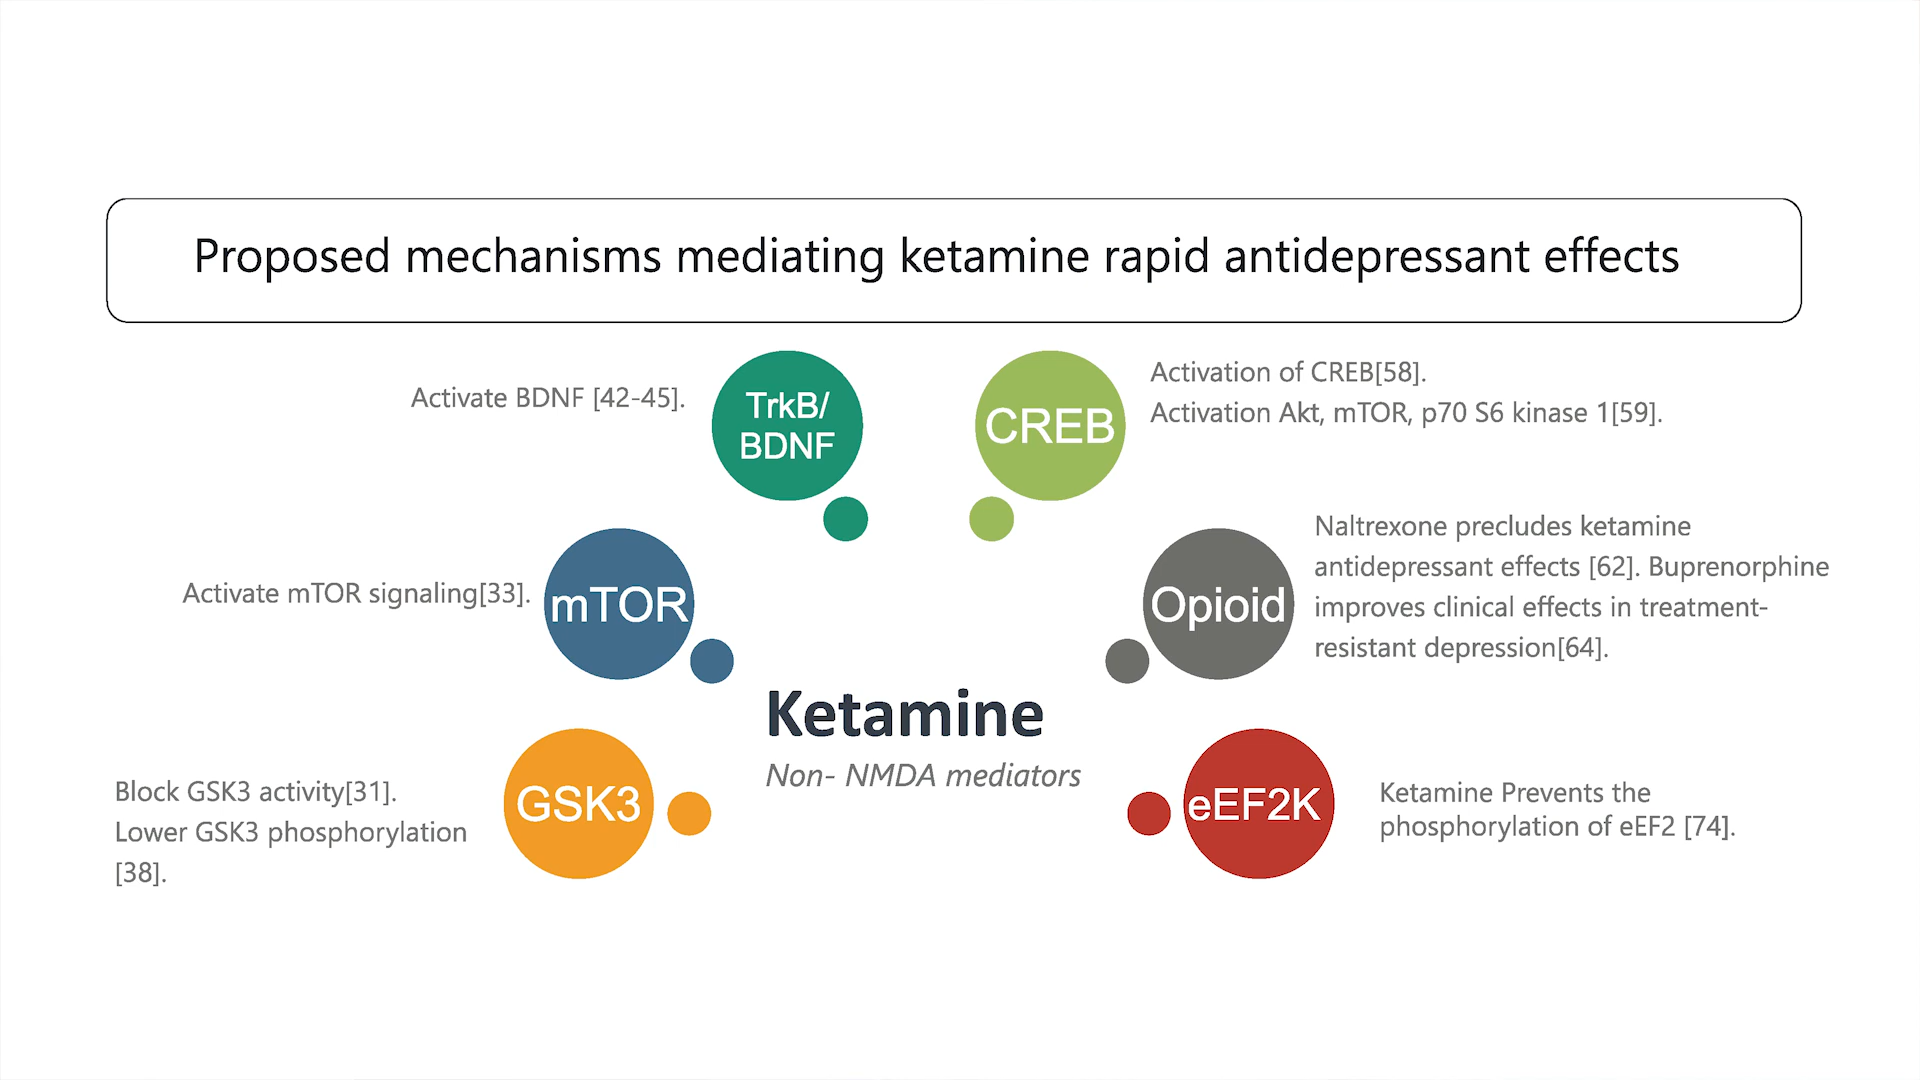 Proposed mechanisms mediating ketamine rapid antidepressant effects
Activate BDNF [42-45].
TrkB/
BDNF
CREB
Activation of CREB[58].
Activation Akt, mTOR, p70 S6 kinase 1[59].
Activate mTOR signaling[33].
mTOR
Opioid
Naltrexone precludes ketamine
antidepressant effects [62]. Buprenorphine
improves clinical effects in treatment-
resistant depression[64].
Ketamine
Non- NMDA mediators
Block GSK3 activity[31].
Lower GSK3 phosphorylation
[38].
GSK3
eEF2K
Ketamine Prevents the
phosphorylation of eEF2 [74].